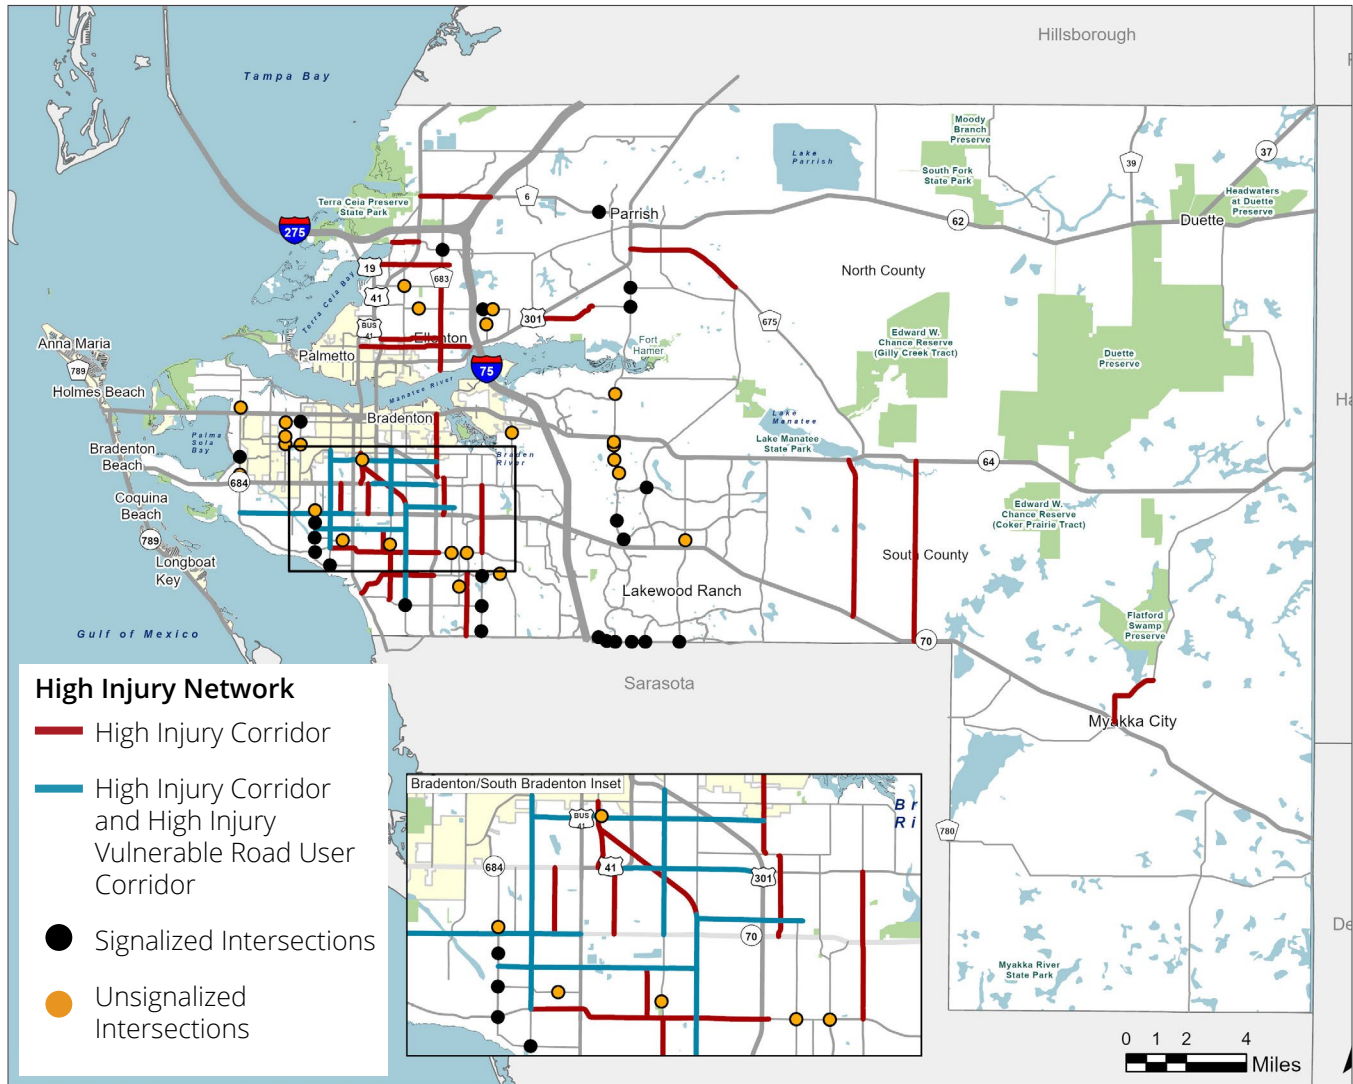 Hillsborough
Tampa Bay
Moody
Branch
Preserve
37
Lake
Parrish
39
South Fork
State Park
Headwaters
at Duette
Preserve
Terra Ceia Preserve
State Park
6
Parrish
62
Duette
275
19
683
North County
41
Terra Ceia Bay
301
675
BUS
41
Ellenton
Edward W.
Chance Reserve
(Gilly Creek Tract)
Fort
Hamer
Duette
Preserve
Anna Maria
Palmetto
789
75
Holmes Beach
Manatee River
Ha
Bradenton
Lake
Manatee
Palma
Sola
Bay
Lake Manatee
State Park
Bradenton
Beach
Braden
River
64
684
Coquina
Beach
Edward W.
Chance Reserve
(Coker Prairie Tract)
789
Longboat
Key
South County
Lakewood Ranch
Flatford
Swamp
Preserve
Gulf of Mexico
70
Sarasota
Myakka City
High Injury Network
High Injury Corridor
High Injury Corridor
and High Injury
Vulnerable Road User
Corridor
Signalized Intersections
Unsignalized
Intersections
Bradenton/South Bradenton Inset
Br
Ri
BUS
41
684
41
301
70
780
De
Myakka River
State Park
0 1 2 4
Miles